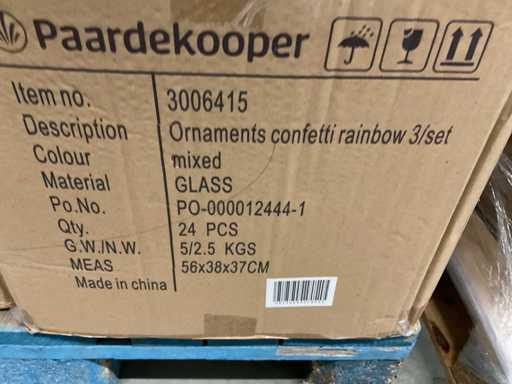 Paardekooper
Item no. 3006415
Description Ornaments confetti rainbow 3/set
Colour mixed
Material GLASS
Po.No. PO-000012444-1
Qty. 24 PCS
G.W./N.W. 5/2.5 KGS
MEAS 56x38x37CM
Made in china